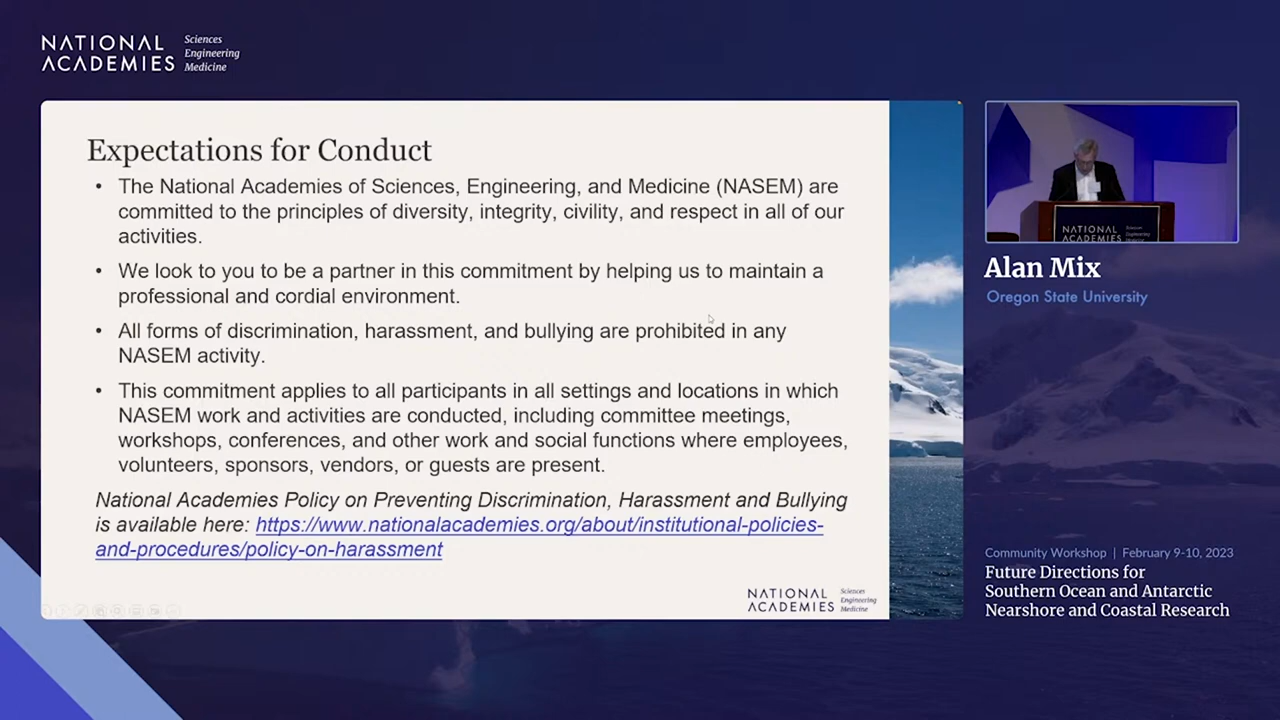 NATIONAL ACADEMIES
Sciences
Engineering
Medicine
Expectations for Conduct
• The National Academies of Sciences, Engineering, and Medicine (NASEM) are
committed to the principles of diversity, integrity, civility, and respect in all of our
activities.
• We look to you to be a partner in this commitment by helping us to maintain a
professional and cordial environment.
• All forms of discrimination, harassment, and bullying are prohibited in any
NASEM activity.
• This commitment applies to all participants in all settings and locations in which
NASEM work and activities are conducted, including committee meetings,
workshops, conferences, and other work and social functions where employees,
volunteers, sponsors, vendors, or guests are present.
National Academies Policy on Preventing Discrimination, Harassment and Bullying
is available here: https://www.nationalacademies.org/about/institutional-policies-
and-procedures/policy-on-harassment
NATIONAL
ACADEMIES
Sciences
Engineering
Medicine
NATIONAL
ACADEMIES
Sciences
Engineering
Medicine
Alan Mix
Oregon State University
Community Workshop | February 9-10, 2023
Future Directions for
Southern Ocean and Antarctic
Nearshore and Coastal Research